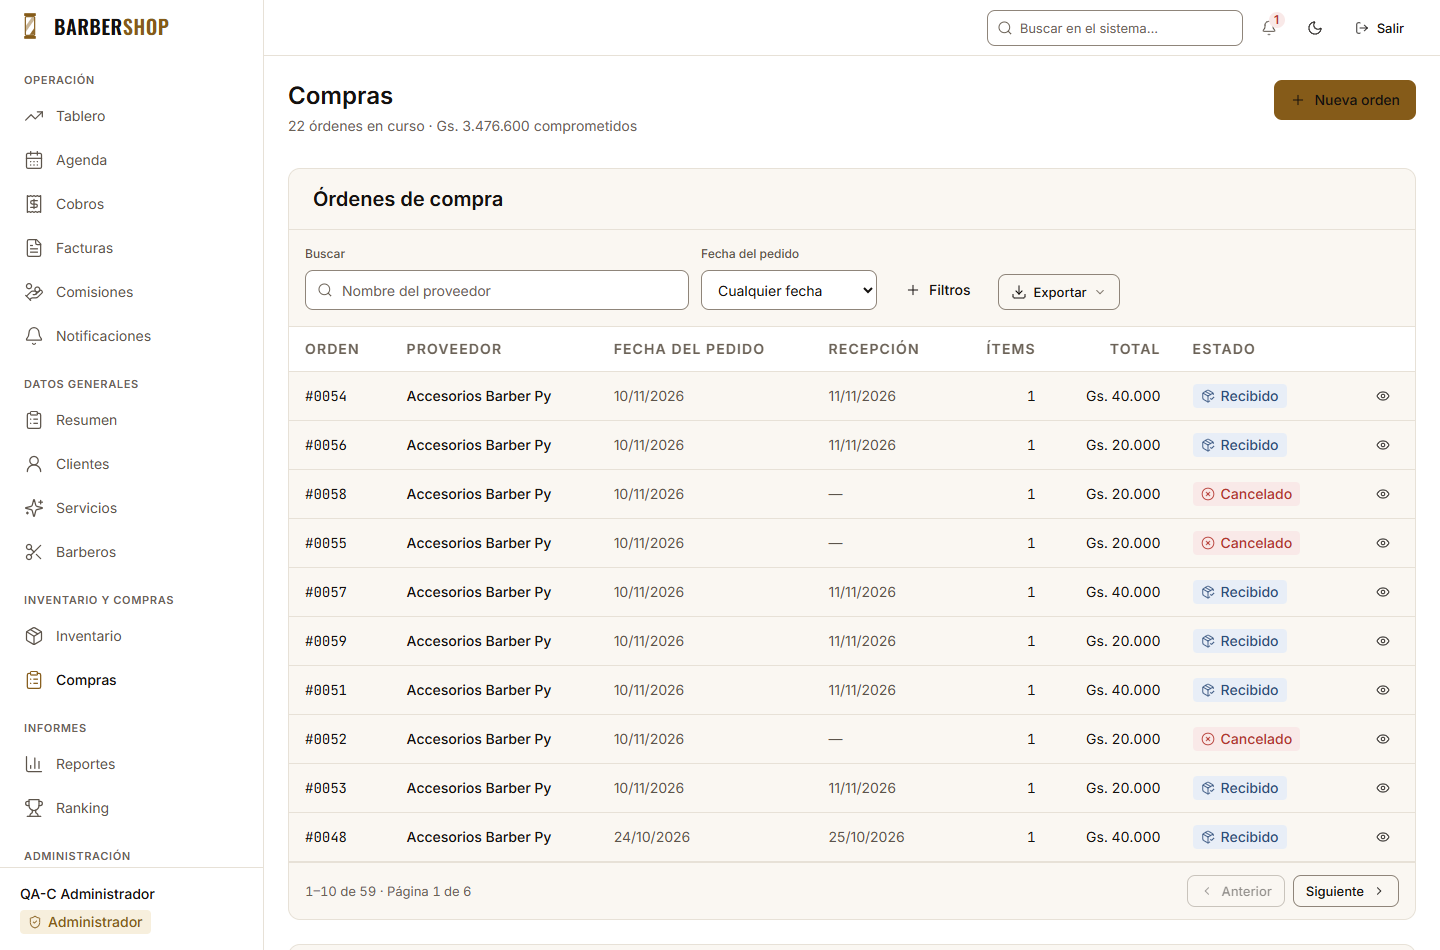 BARBERSHOP
Buscar en el sistema...
1
Salir
OPERACIÓN
Tablero
Agenda
Cobros
Facturas
Comisiones
Notificaciones
DATOS GENERALES
Resumen
Clientes
Servicios
Barberos
INVENTARIO Y COMPRAS
Inventario
Compras
INFORMES
Reportes
Ranking
ADMINISTRACIÓN
QA-C Administrador
Administrador
Compras
22 órdenes en curso · Gs. 3.476.600 comprometidos
Nueva orden
Órdenes de compra
Buscar
Nombre del proveedor
Fecha del pedido
Cualquier fecha
Filtros
Exportar
ORDEN PROVEEDOR FECHA DEL PEDIDO RECEPCIÓN ÍTEMS TOTAL ESTADO
#0054 Accesorios Barber Py 10/11/2026 11/11/2026 1 Gs. 40.000 Recibido
#0056 Accesorios Barber Py 10/11/2026 11/11/2026 1 Gs. 20.000 Recibido
#0058 Accesorios Barber Py 10/11/2026 — 1 Gs. 20.000 Cancelado
#0055 Accesorios Barber Py 10/11/2026 — 1 Gs. 20.000 Cancelado
#0057 Accesorios Barber Py 10/11/2026 11/11/2026 1 Gs. 40.000 Recibido
#0059 Accesorios Barber Py 10/11/2026 11/11/2026 1 Gs. 20.000 Recibido
#0051 Accesorios Barber Py 10/11/2026 11/11/2026 1 Gs. 40.000 Recibido
#0052 Accesorios Barber Py 10/11/2026 — 1 Gs. 20.000 Cancelado
#0053 Accesorios Barber Py 10/11/2026 11/11/2026 1 Gs. 20.000 Recibido
#0048 Accesorios Barber Py 24/10/2026 25/10/2026 1 Gs. 40.000 Recibido
1–10 de 59 · Página 1 de 6
Anterior
Siguiente